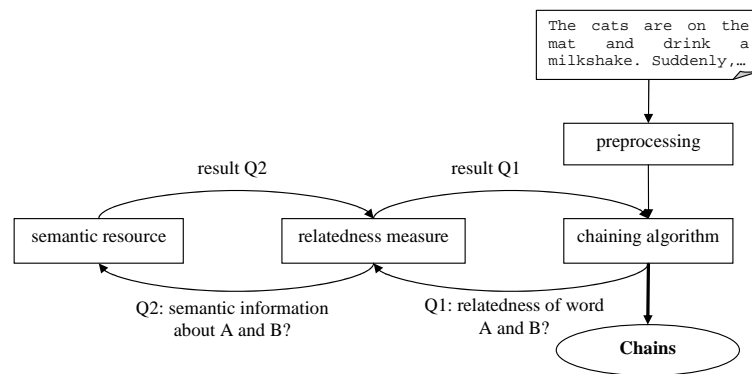 The cats are on the
mat and drink a
milkshake. Suddenly,…
preprocessing
result Q2
result Q1
semantic resource
relatedness measure
chaining algorithm
Q2: semantic information
about A and B?
Q1: relatedness of word
A and B?
Chains